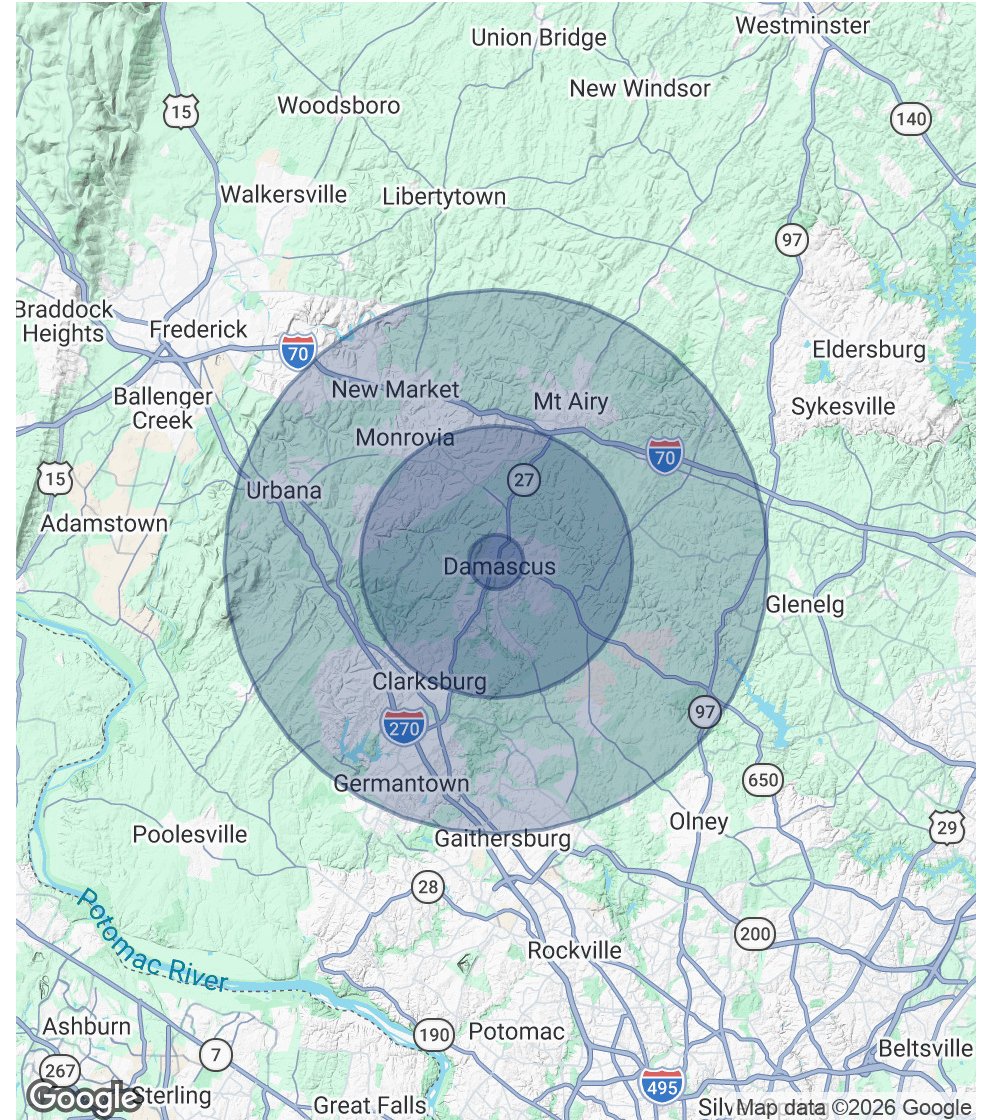 Westminster
Union Bridge
New Windsor
Woodsboro
15
140
Walkersville
Libertytown
97
Braddock
Heights
Frederick
70
Eldersburg
New Market
Mt Airy
Ballenger
Creek
Sykesville
Monrovia
70
15
27
Urbana
Adamstown
Damascus
Glenelg
Clarksburg
97
270
650
Germantown
Poolesville
Olney
29
Gaithersburg
28
Potomac River
200
Rockville
Ashburn
190
Potomac
7
Beltsville
267
495
Google
Sterling
Great Falls
Silv
Map data ©2026 Google